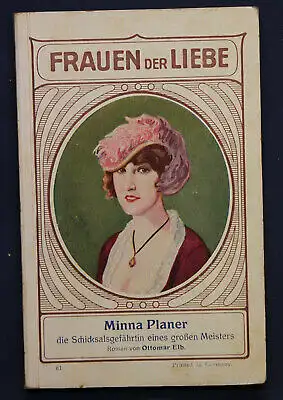 FRAUEN DER LIEBE
Minna Planer
die Schicksalsgefährtin eines großen Meisters
Roman von Ottomar Elb.
61
Printed in Germany.